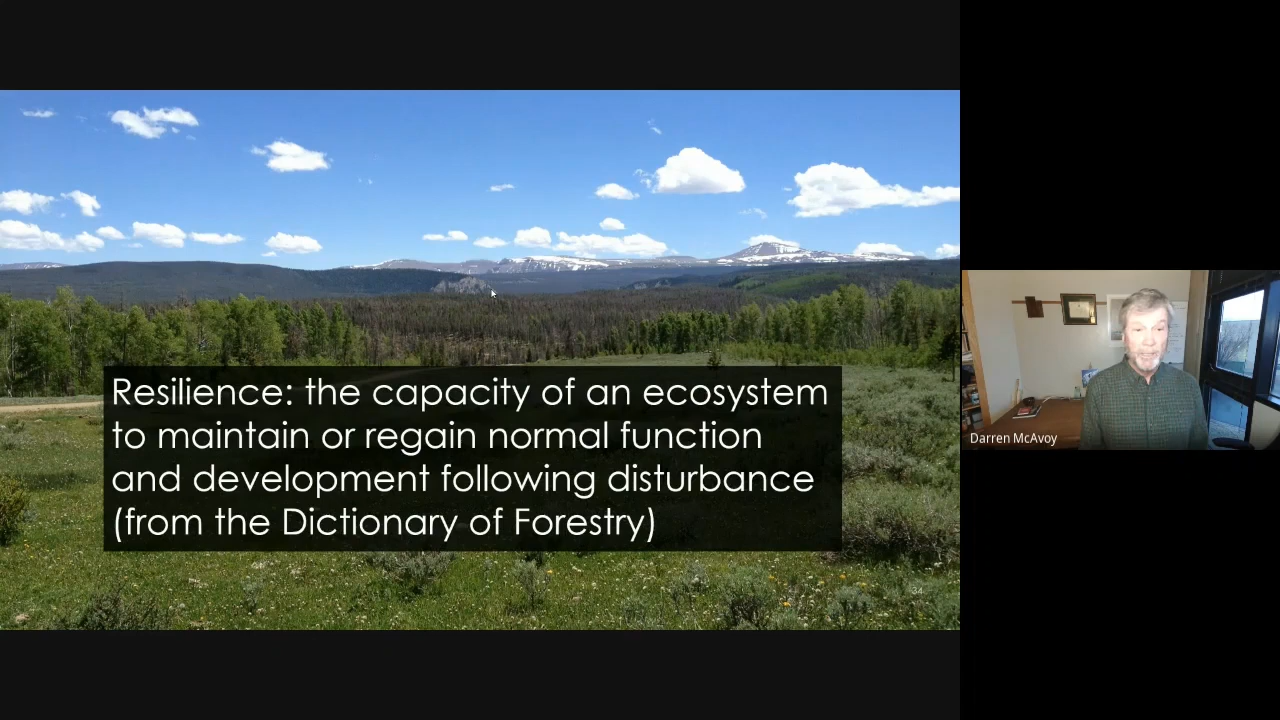 Resilience: the capacity of an ecosystem
to maintain or regain normal function
and development following disturbance
(from the Dictionary of Forestry)
34
Darren McAvoy